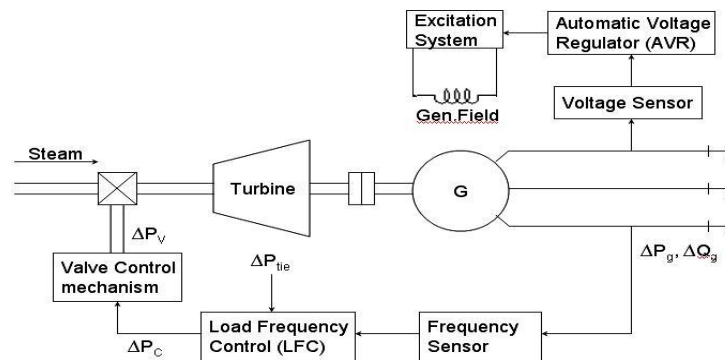 Excitation
System
Automatic Voltage
Regulator (AVR)
Gen.Field
Voltage Sensor
Steam
Turbine
G
ΔPV
ΔPtie
ΔPg, ΔQg
Valve Control
mechanism
ΔPC
Load Frequency
Control (LFC)
Frequency
Sensor